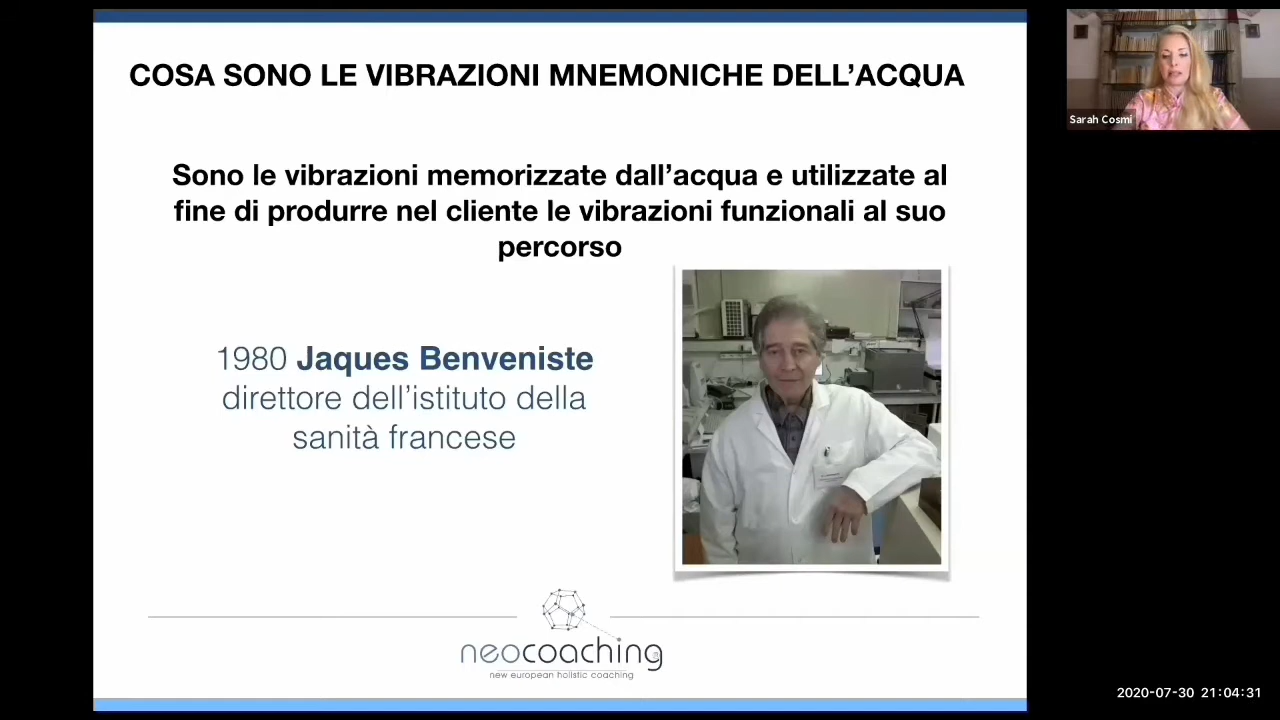 COSA SONO LE VIBRAZIONI MNEMONICHE DELL'ACQUA
Sono le vibrazioni memorizzate dall'acqua e utilizzate al
fine di produrre nel cliente le vibrazioni funzionali al suo
percorso
1980 Jaques Benveniste
direttore dell'istituto della
sanità francese
neocoaching
new european holistic coaching
Sarah Cosmi
2020-07-30 21:04:31